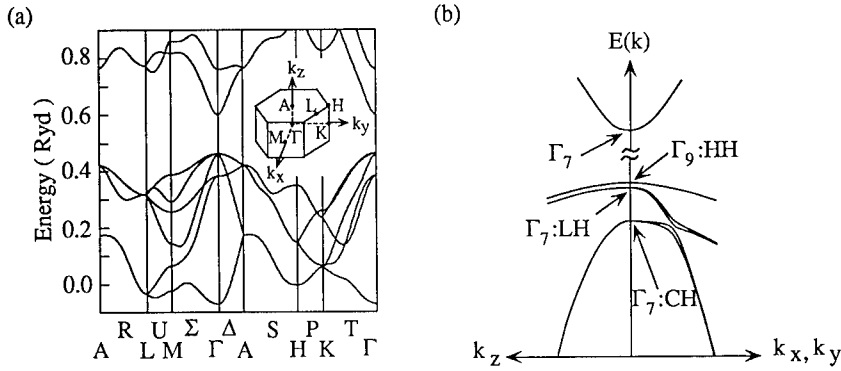 (a)
Energy ( Ryd )
0.8
0.6
0.4
0.2
0.0
k_z
A L H
k_y
M Γ K
k_x
R U Σ Δ S P T
A L M Γ A H K Γ
(b)
E(k)
Γ_7
Γ_9:HH
Γ_7:LH
Γ_7:CH
k_z
k_x, k_y